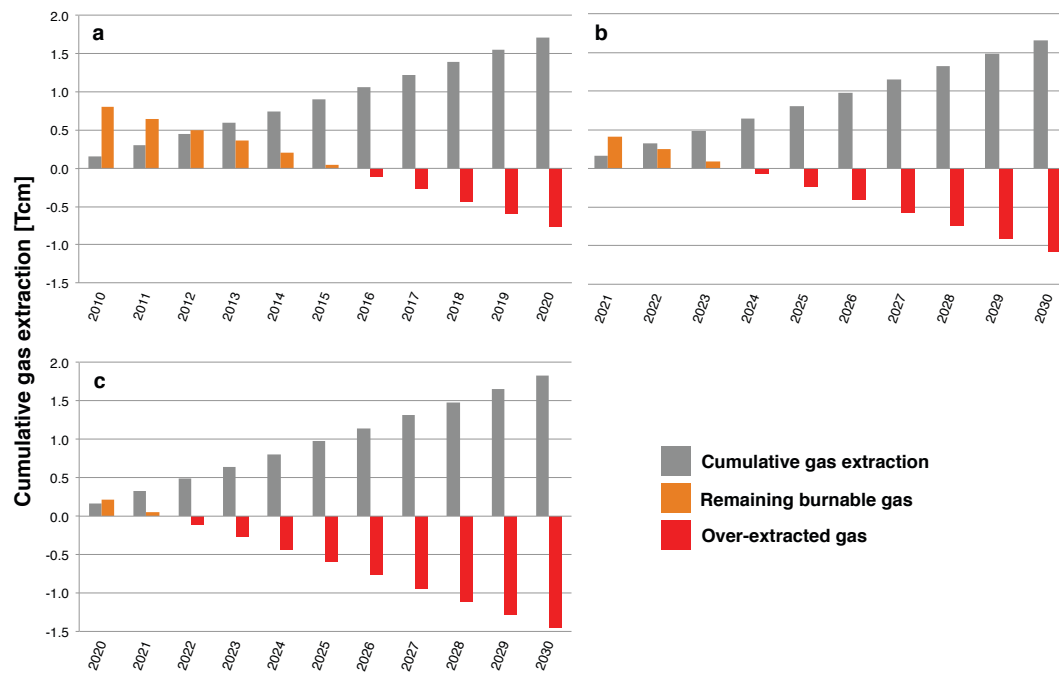 Cumulative gas extraction [Tcm]
a
2.0
1.5
1.0
0.5
0.0
-0.5
-1.0
-1.5
2010 2011 2012 2013 2014 2015 2016 2017 2018 2019 2020
b
2021 2022 2023 2024 2025 2026 2027 2028 2029 2030
c
2.0
1.5
1.0
0.5
0.0
-0.5
-1.0
-1.5
2020 2021 2022 2023 2024 2025 2026 2027 2028 2029 2030
Cumulative gas extraction
Remaining burnable gas
Over-extracted gas